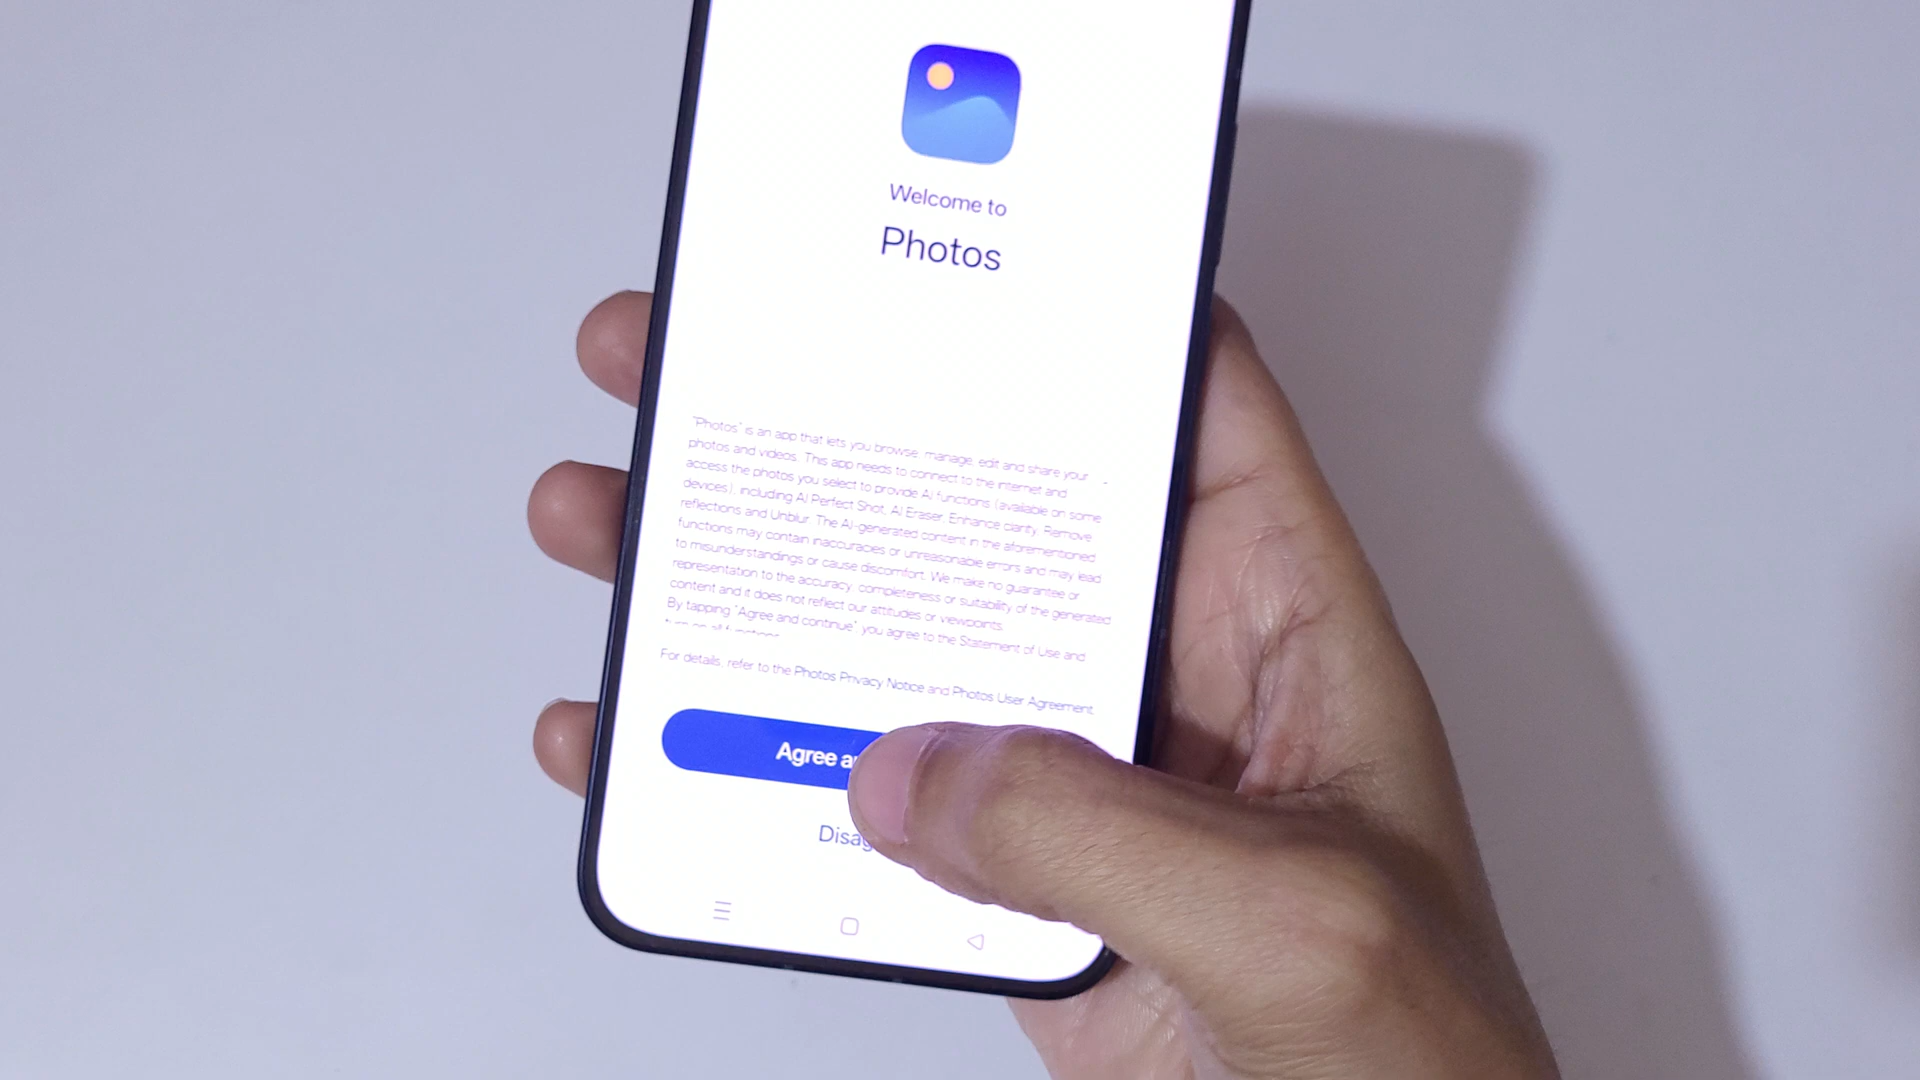 Welcome to
Photos
"Photos" is an app that lets you browse, manage, edit and share your
photos and videos. This app needs to connect to the internet and
access the photos you select to provide AI functions (available on some
devices), including AI Perfect Shot, AI Eraser, Enhance clarity, Remove
reflections and Unblur. The AI-generated content in the aforementioned
functions may contain inaccuracies or unreasonable errors and may lead
to misunderstandings or cause discomfort. We make no guarantee or
representation to the accuracy, completeness or suitability of the generated
content and it does not reflect our attitudes or viewpoints.
By tapping "Agree and continue", you agree to the Statement of Use and
turn on all functions.
For details, refer to the Photos Privacy Notice and Photos User Agreement.
Agree a
Disag